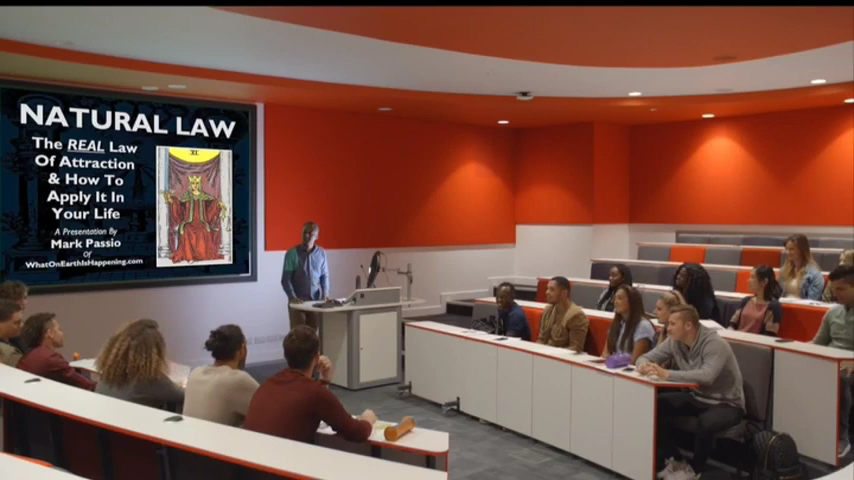 NATURAL LAW
The REAL Law
Of Attraction
& How To
Apply It In
Your Life
A Presentation By
Mark Passio
Of
WhatOnEarthIsHappening.com
XI